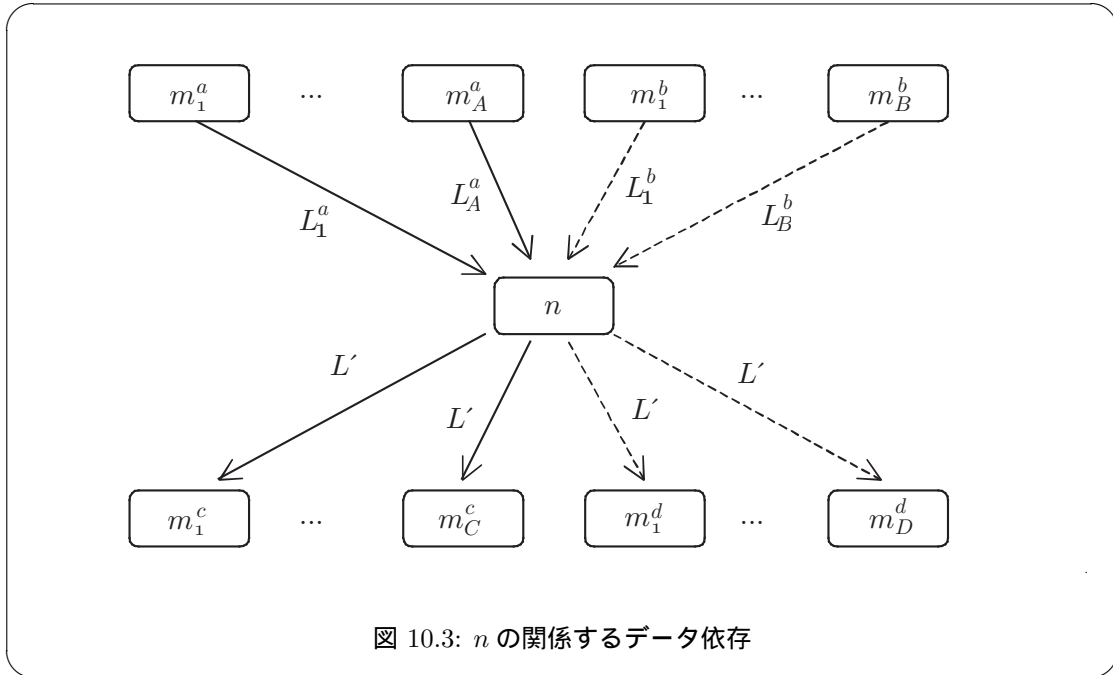 m_1^a ... m_A^a m_1^b ... m_B^b
L_1^a L_A^a L_1^b L_B^b
n
L′ L′ L′ L′
m_1^c ... m_C^c m_1^d ... m_D^d
図 10.3: n の関係するデータ依存